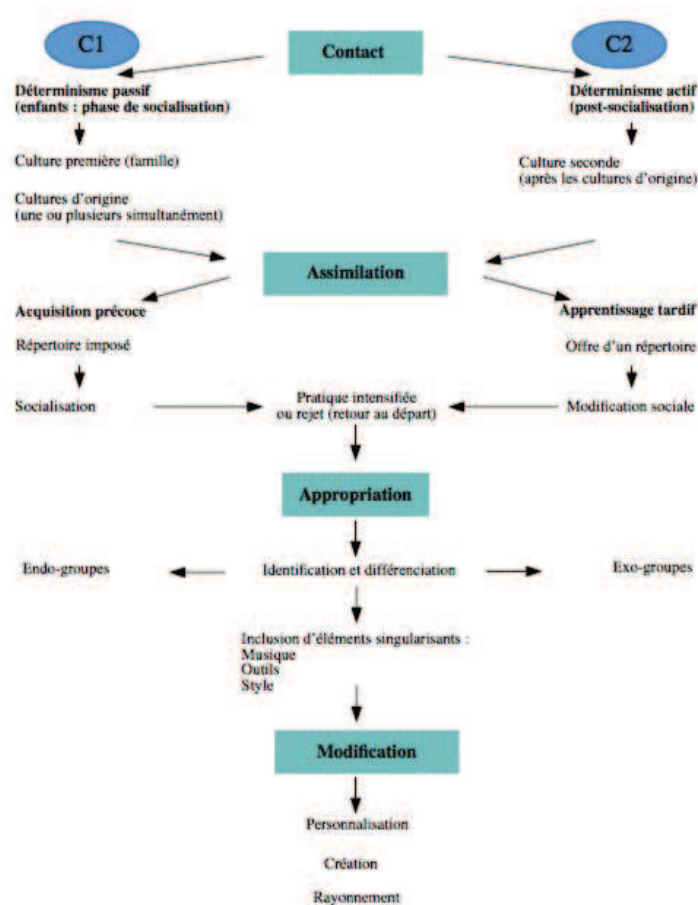 C1
Contact
C2
Déterminisme passif
(enfants : phase de socialisation)
Déterminisme actif
(post-socialisation)
Culture première (famille)
Culture seconde
(après les cultures d'origine)
Cultures d'origine
(une ou plusieurs simultanément)
Assimilation
Acquisition précoce
Apprentissage tardif
Répertoire imposé
Offre d'un répertoire
Socialisation
Pratique intensifiée
ou rejet (retour au départ)
Modification sociale
Appropriation
Endo-groupes
Identification et différenciation
Exo-groupes
Inclusion d'éléments singularisants :
Musique
Outils
Style
Modification
Personnalisation
Création
Rayonnement